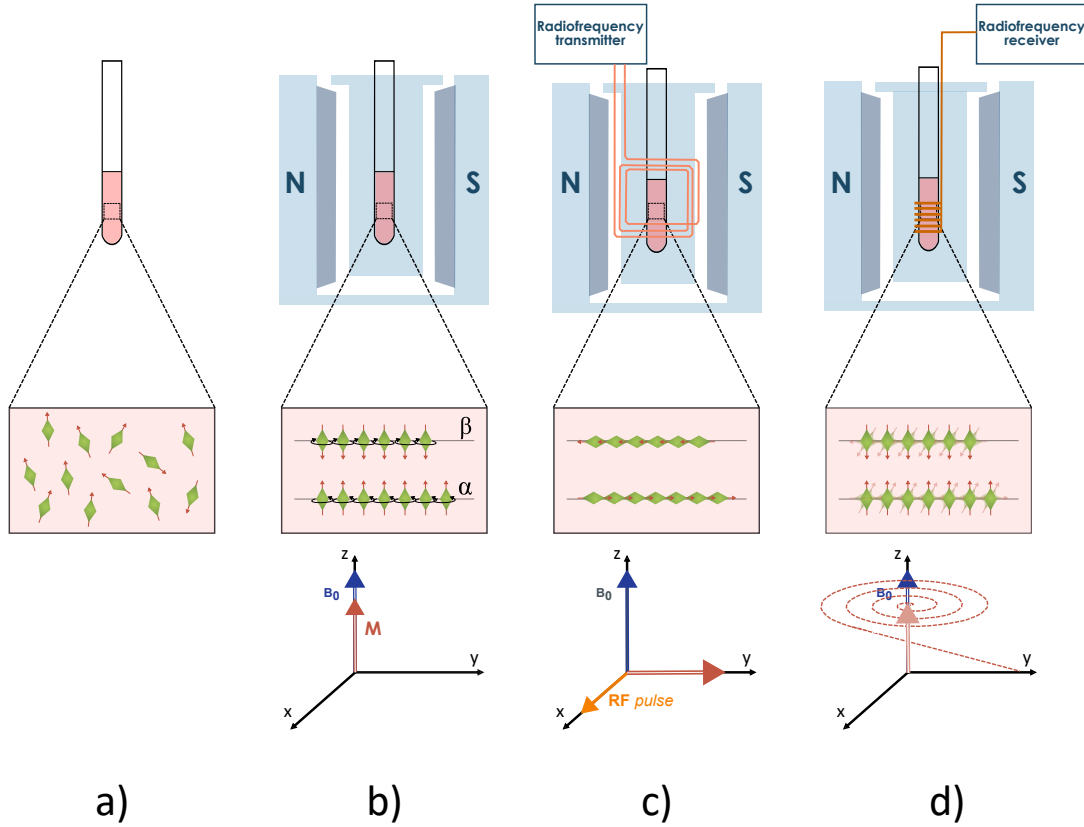 Radiofrequency
transmitter
Radiofrequency
receiver
N S
N S
N S
β
α
z
B0
M
y
x
z
B0
y
x
RF pulse
z
B0
y
x
a) b) c) d)